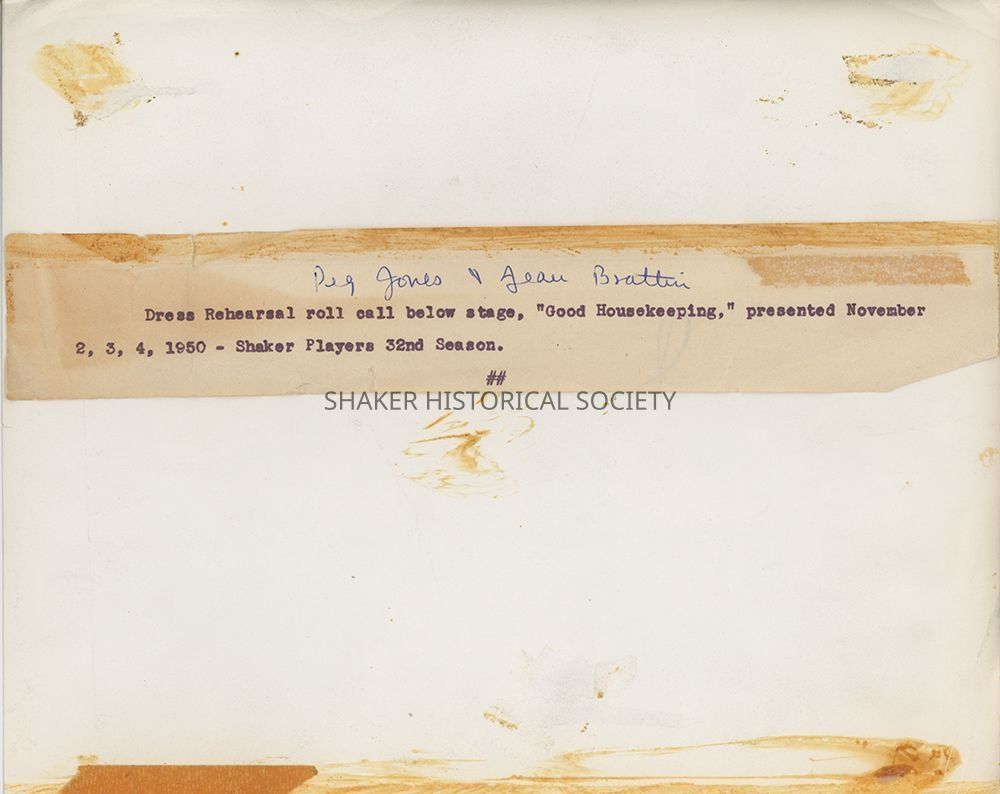 Peg Jones & Jean Brattin
Dress Rehearsal roll call below stage, "Good Housekeeping," presented November
2, 3, 4, 1950 - Shaker Players 32nd Season.
##
SHAKER HISTORICAL SOCIETY